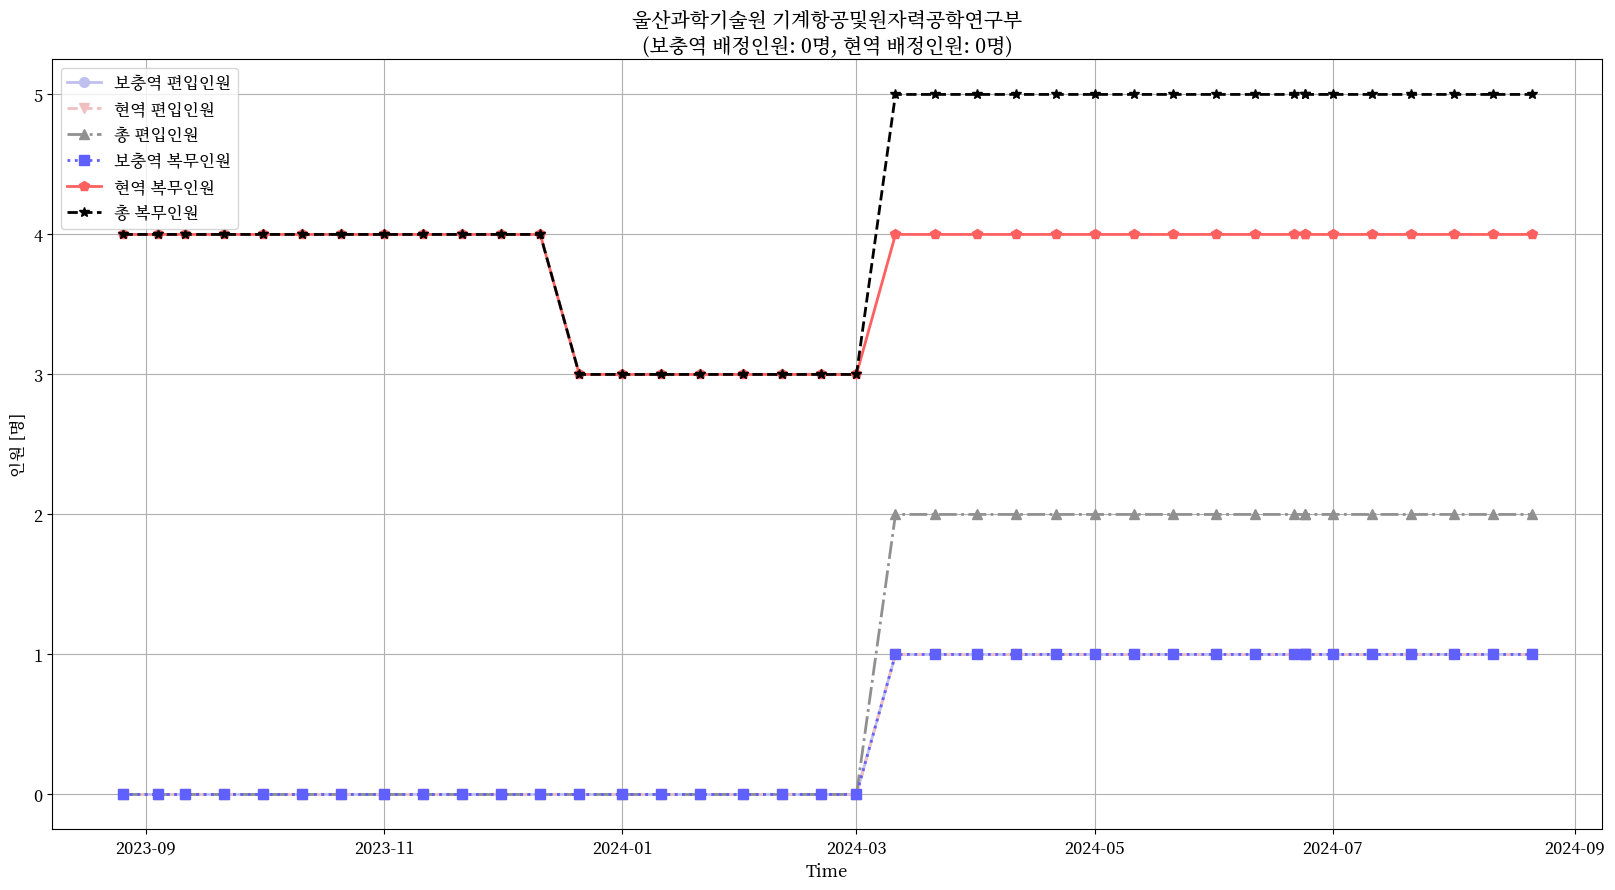 울산과학기술원 기계항공및원자력공학연구부
(보충역 배정인원: 0명, 현역 배정인원: 0명)
보충역 편입인원
현역 편입인원
총 편입인원
보충역 복무인원
현역 복무인원
총 복무인원
인원 [명]
5
4
3
2
1
0
2023-09
2023-11
2024-01
2024-03
2024-05
2024-07
2024-09
Time